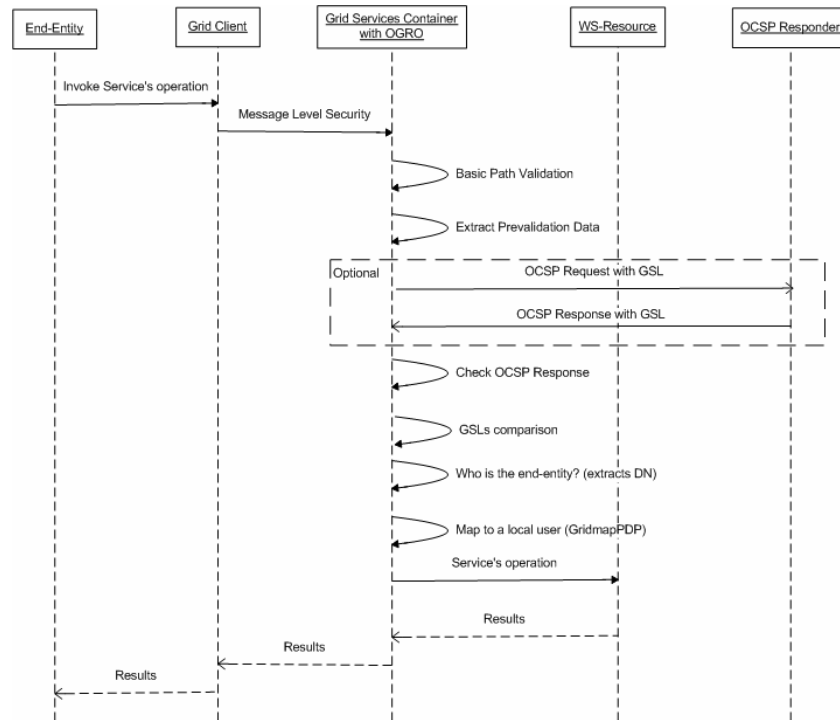 End-Entity
Grid Client
Grid Services Container
with OGRO
WS-Resource
OCSP Responder
Invoke Service's operation
Message Level Security
Basic Path Validation
Extract Prevalidation Data
Optional
OCSP Request with GSL
OCSP Response with GSL
Check OCSP Response
GSLs comparison
Who is the end-entity? (extracts DN)
Map to a local user (GridmapPDP)
Service's operation
Results
Results
Results